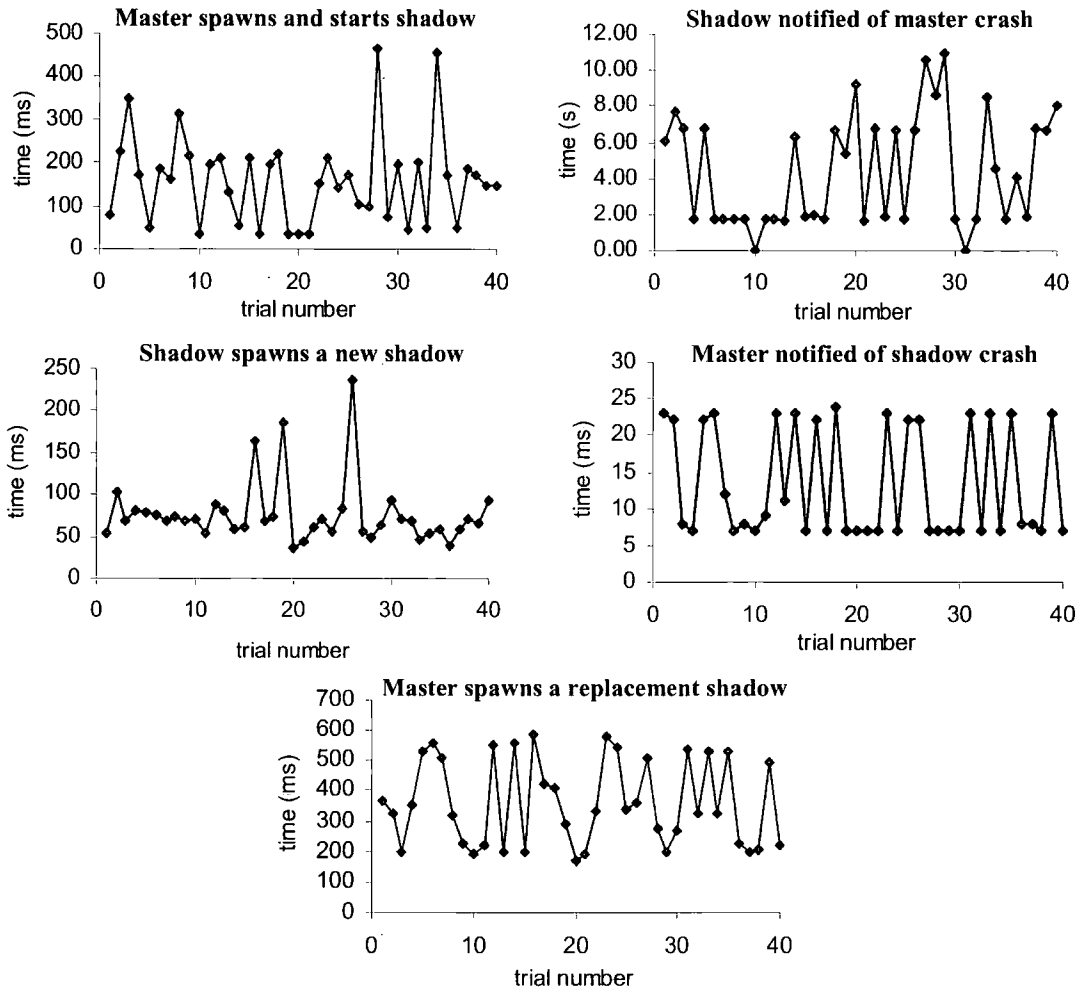 Master spawns and starts shadow
500
400
300
200
100
0
time (ms)
0 10 20 30 40
trial number
Shadow notified of master crash
12.00
10.00
8.00
6.00
4.00
2.00
0.00
time (s)
0 10 20 30 40
trial number
Shadow spawns a new shadow
250
200
150
100
50
0
time (ms)
0 10 20 30 40
trial number
Master notified of shadow crash
30
25
20
15
10
5
0
time (ms)
0 10 20 30 40
trial number
Master spawns a replacement shadow
700
600
500
400
300
200
100
0
time (ms)
0 10 20 30 40
trial number